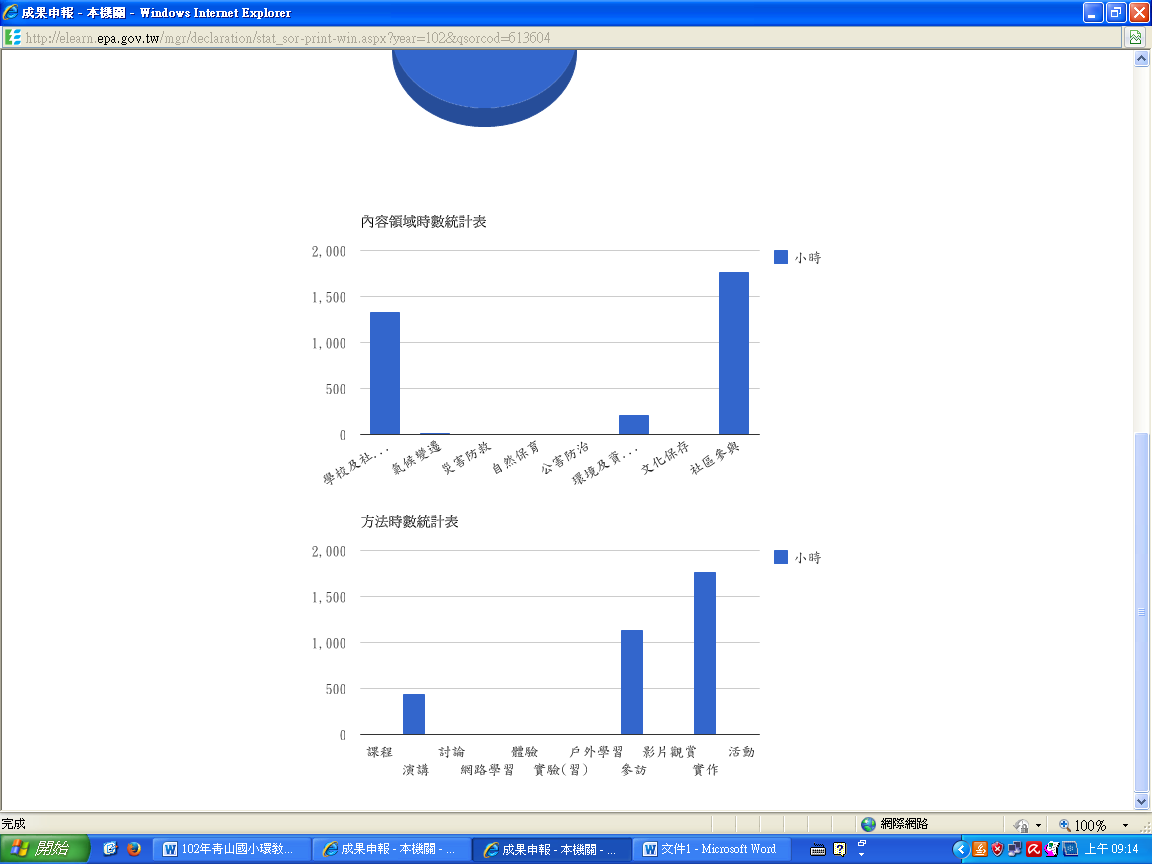 成果申報 - 本機關 - Windows Internet Explorer
http://elearn.epa.gov.tw/mgr/declaration/stat_sor-print-win.aspx?year=102&qsorcod=613604
內容領域時數統計表
2,000
1,500
1,000
500
0
小時
學校及社...
氣候變遷
災害防救
自然保育
公害防治
環境及資...
文化保存
社區參與
方法時數統計表
2,000
1,500
1,000
500
0
小時
課程 討論 體驗 戶外學習 影片觀賞 活動
演講 網路學習 實驗(習) 參訪 實作
完成
網際網路
100%
開始
102年青山國小環教...
成果申報 - 本機關 - ...
成果申報 - 本機關 - ...
文件1 - Microsoft Word
上午 09:14